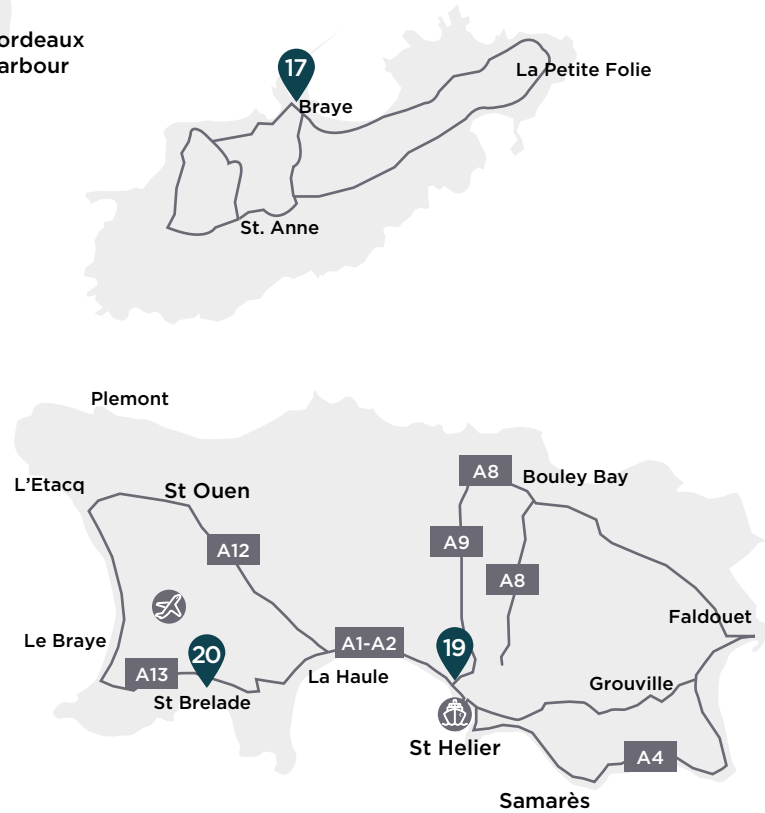 ordeaux
arbour
17
La Petite Folie
Braye
St. Anne
Plemont
A8
Bouley Bay
L'Etacq
St Ouen
A9
A12
A8
Faldouet
Le Braye
20
A1-A2
19
A13
La Haule
Grouville
St Brelade
St Helier
A4
Samarès